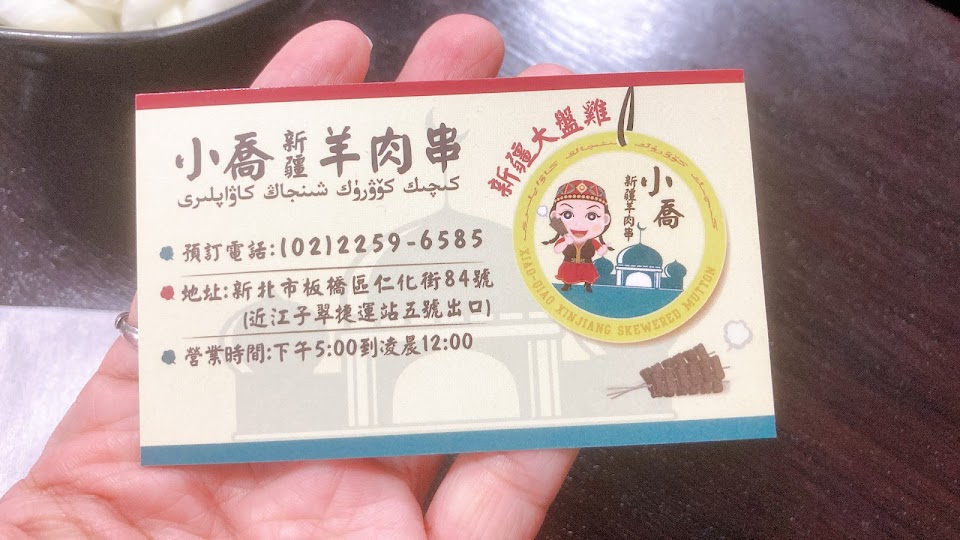 小喬新疆羊肉串
كىچىك كۆۋرۈك شىنجاڭ كاۋاپلىرى
預訂電話:(02)2259-6585
地址:新北市板橋區仁化街84號
(近江子翠捷運站五號出口)
營業時間:下午5:00到凌晨12:00
新疆大盤雞
小喬
新疆羊肉串
XIAO-QIAO XINJIANG SKEWERED MUTTON